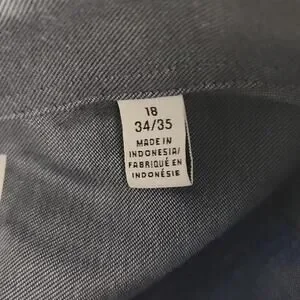 18
34/35
MADE IN
INDONESIA/
FABRIQUÉ EN
INDONÉSIE